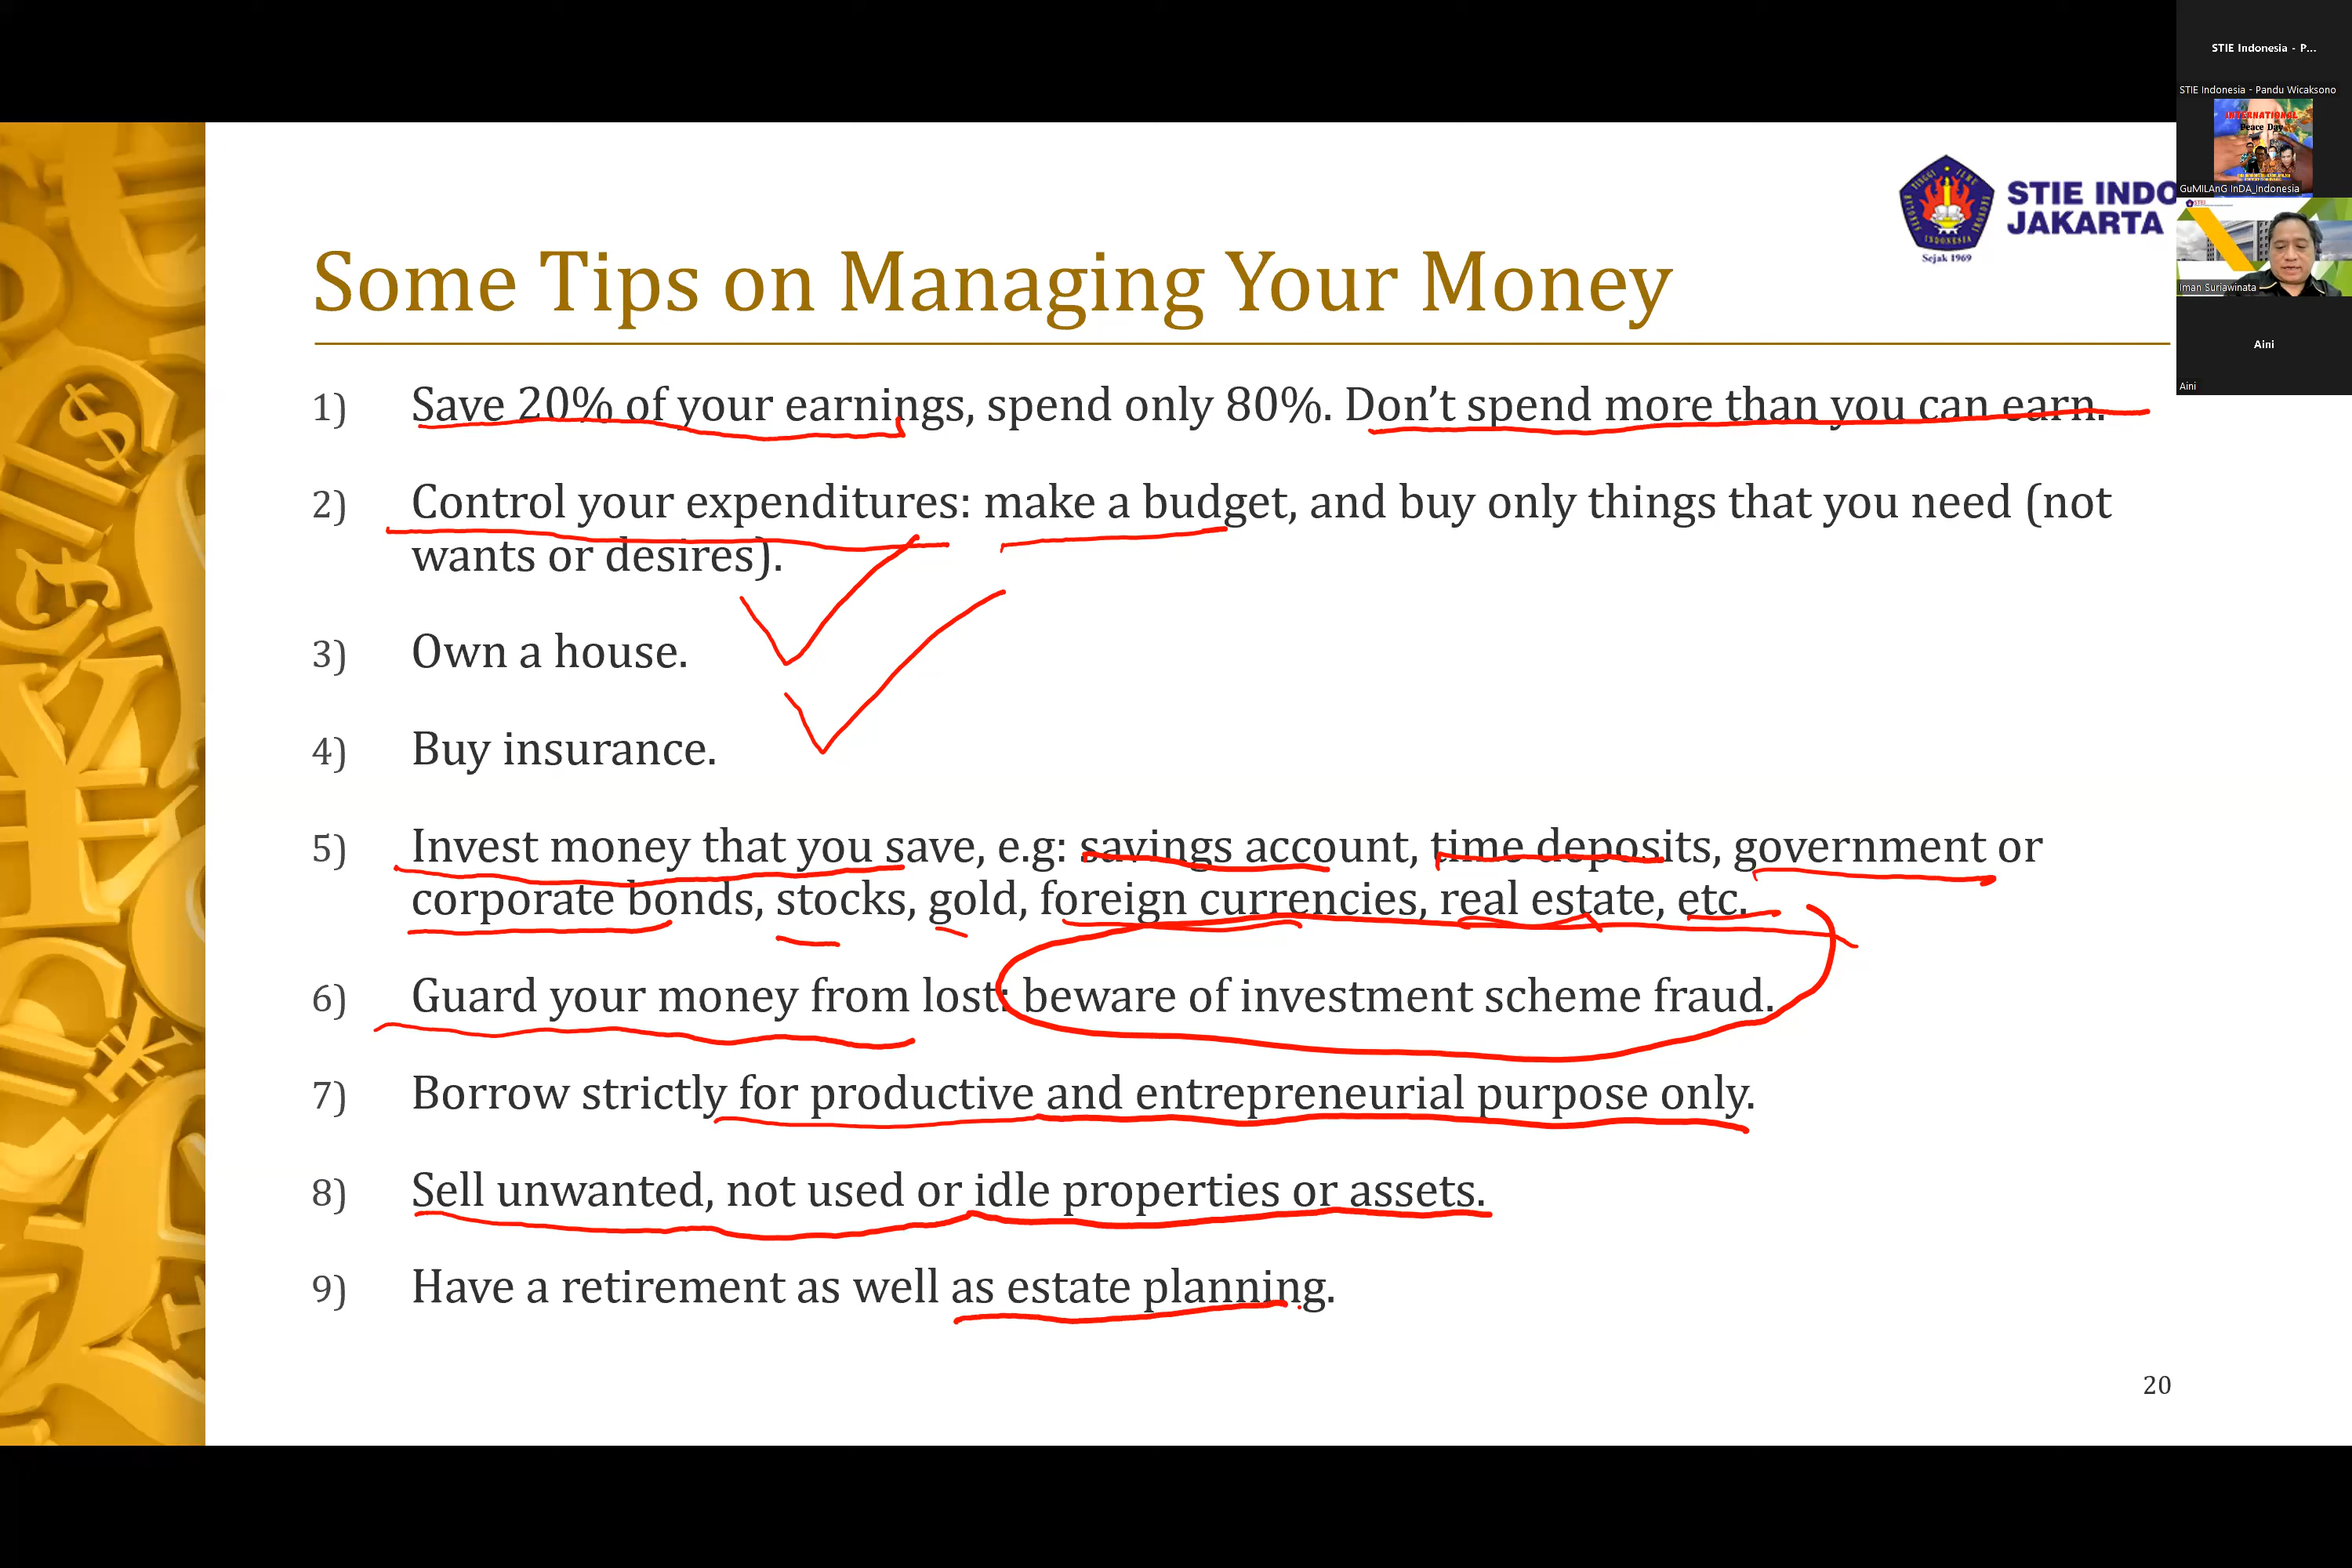 STIE Indonesia - P...
STIE Indonesia - Pandu Wicaksono
INTERNATIONAL
Peace Day
GuMILAnG InDA_Indonesia
Iman Suriawinata
Aini
Aini
STIE INDO
JAKARTA
Sejak 1969
Some Tips on Managing Your Money
1) Save 20% of your earnings, spend only 80%. Don’t spend more than you can earn.
2) Control your expenditures: make a budget, and buy only things that you need (not
wants or desires).
3) Own a house.
4) Buy insurance.
5) Invest money that you save, e.g: savings account, time deposits, government or
corporate bonds, stocks, gold, foreign currencies, real estate, etc.
6) Guard your money from lost: beware of investment scheme fraud.
7) Borrow strictly for productive and entrepreneurial purpose only.
8) Sell unwanted, not used or idle properties or assets.
9) Have a retirement as well as estate planning.
20